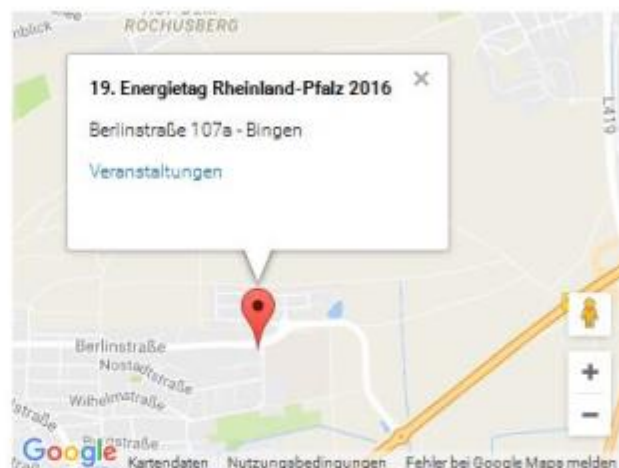 ROCHUSBERG
19. Energietag Rheinland-Pfalz 2016
×
Berlinstraße 107a - Bingen
Veranstaltungen
L419
Berlinstraße
Nostadtstraße
Wilhelmstraße
+
−
Google
Kartendaten
Nutzungsbedingungen
Fehler bei Google Maps melden